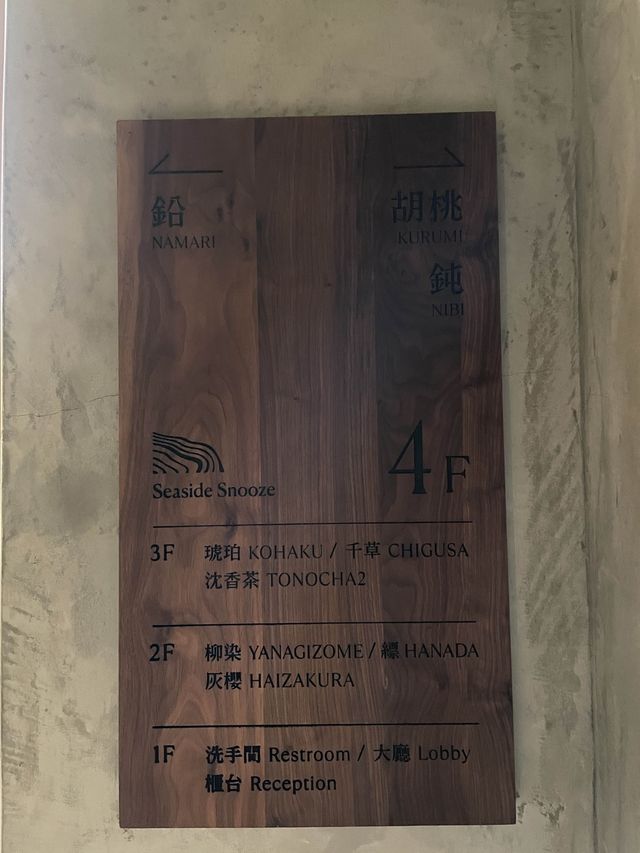 鉛
NAMARI
胡桃
KURUMI
鈍
NIBI
Seaside Snooze
4F
3F 琥珀 KOHAKU / 千草 CHIGUSA
沈香茶 TONOCHA2
2F 柳染 YANAGIZOME / 縹 HANADA
灰櫻 HAIZAKURA
1F 洗手間 Restroom / 大廳 Lobby
櫃台 Reception